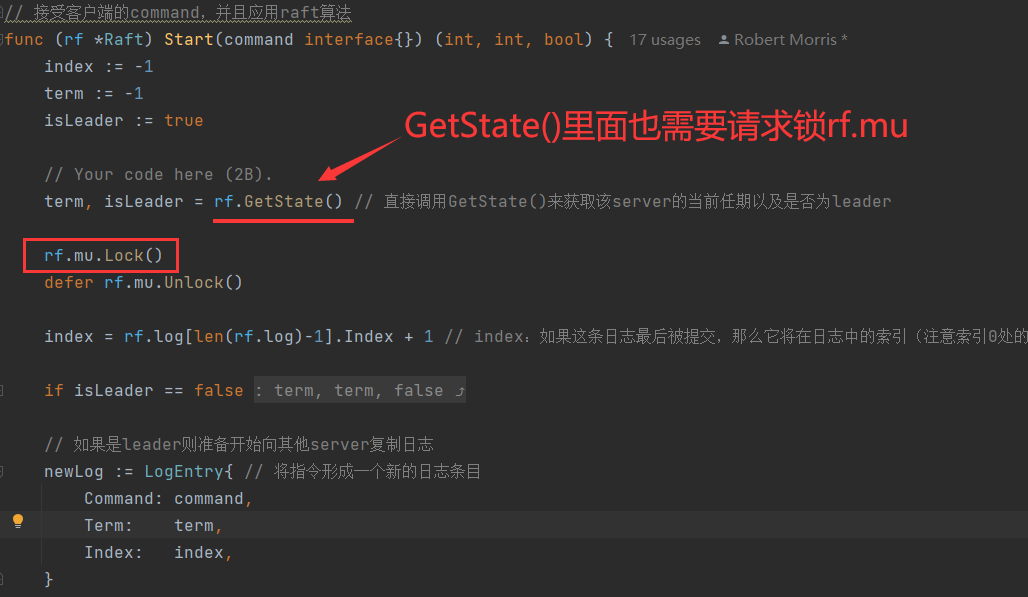 // 接受客户端的command，并且应用raft算法
func (rf *Raft) Start(command interface{}) (int, int, bool) {  17 usages  Robert Morris *
index := -1
term := -1
isLeader := true
GetState()里面也需要请求锁rf.mu
// Your code here (2B).
term, isLeader = rf.GetState() // 直接调用GetState()来获取该server的当前任期以及是否为leader
rf.mu.Lock()
defer rf.mu.Unlock()
index = rf.log[len(rf.log)-1].Index + 1 // index：如果这条日志最后被提交，那么它将在日志中的索引（注意索引0处的
if isLeader == false : term, term, false
// 如果是leader则准备开始向其他server复制日志
newLog := LogEntry{ // 将指令形成一个新的日志条目
Command: command,
Term:    term,
Index:   index,
}